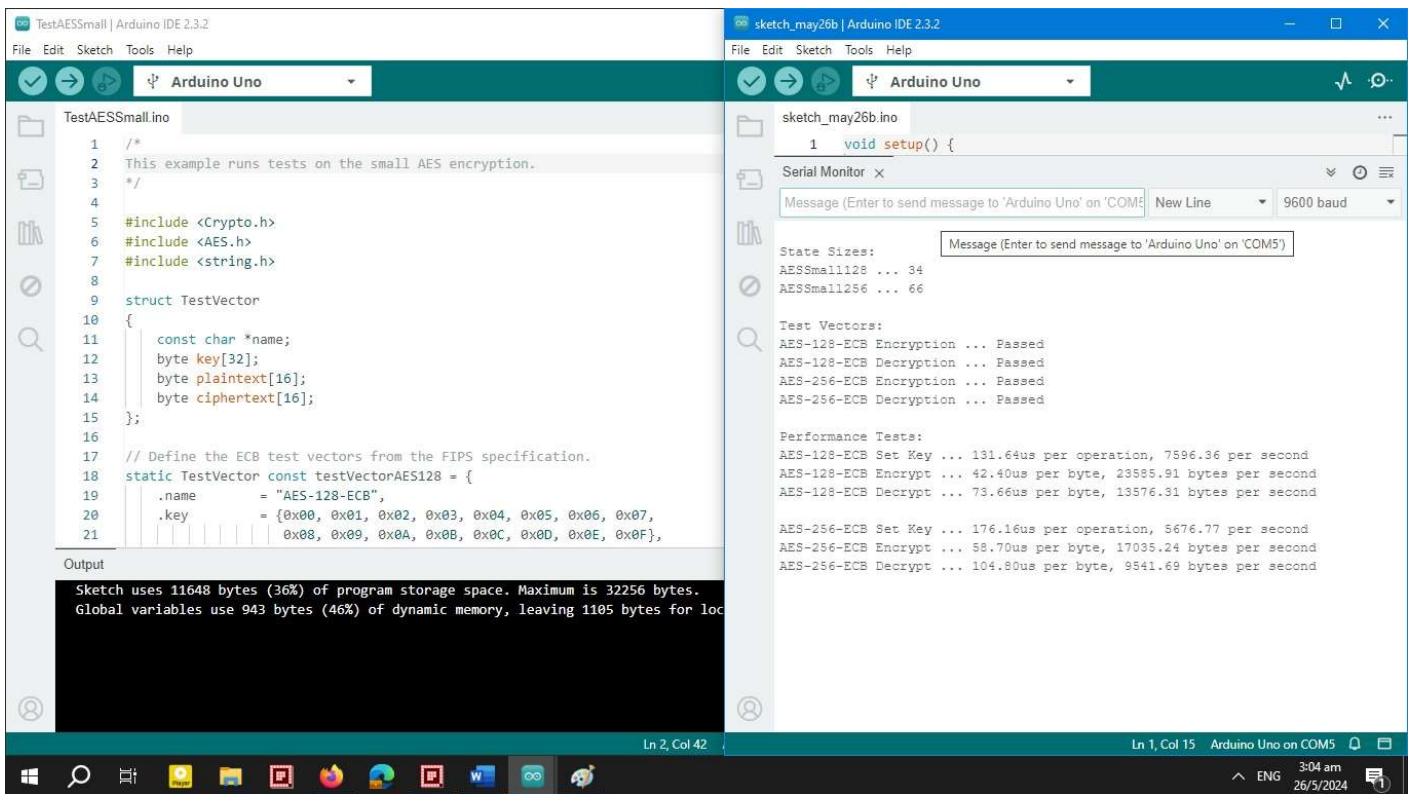 TestAESSmall | Arduino IDE 2.3.2
File Edit Sketch Tools Help
Arduino Uno
TestAESSmall.ino
1 /*
2 This example runs tests on the small AES encryption.
3 */
4
5 #include <Crypto.h>
6 #include <AES.h>
7 #include <string.h>
8
9 struct TestVector
10 {
11 const char *name;
12 byte key[32];
13 byte plaintext[16];
14 byte ciphertext[16];
15 };
16
17 // Define the ECB test vectors from the FIPS specification.
18 static TestVector const testVectorAES128 = {
19 .name = "AES-128-ECB",
20 .key = {0x00, 0x01, 0x02, 0x03, 0x04, 0x05, 0x06, 0x07,
21 0x08, 0x09, 0x0A, 0x0B, 0x0C, 0x0D, 0x0E, 0x0F},
Output
Sketch uses 11648 bytes (36%) of program storage space. Maximum is 32256 bytes.
Global variables use 943 bytes (46%) of dynamic memory, leaving 1105 bytes for loc
Ln 2, Col 42
sketch_may26b | Arduino IDE 2.3.2
File Edit Sketch Tools Help
Arduino Uno
sketch_may26b.ino
1 void setup() {
Serial Monitor
Message (Enter to send message to 'Arduino Uno' on 'COM5
New Line
9600 baud
Message (Enter to send message to 'Arduino Uno' on 'COM5')
State Sizes:
AESSmall128 ... 34
AESSmall256 ... 66
Test Vectors:
AES-128-ECB Encryption ... Passed
AES-128-ECB Decryption ... Passed
AES-256-ECB Encryption ... Passed
AES-256-ECB Decryption ... Passed
Performance Tests:
AES-128-ECB Set Key ... 131.64us per operation, 7596.36 per second
AES-128-ECB Encrypt ... 42.40us per byte, 23585.91 bytes per second
AES-128-ECB Decrypt ... 73.66us per byte, 13576.31 bytes per second
AES-256-ECB Set Key ... 176.16us per operation, 5676.77 per second
AES-256-ECB Encrypt ... 58.70us per byte, 17035.24 bytes per second
AES-256-ECB Decrypt ... 104.80us per byte, 9541.69 bytes per second
Ln 1, Col 15 Arduino Uno on COM5
ENG
3:04 am
26/5/2024